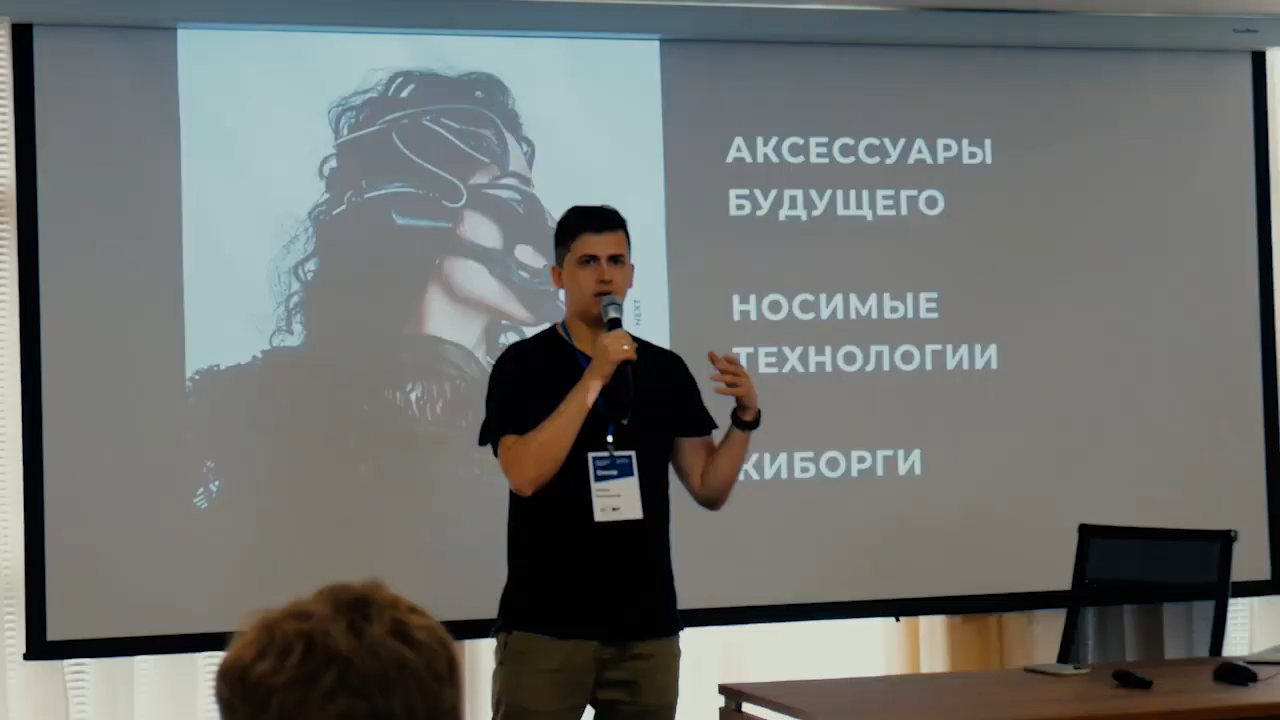 АКСЕССУАРЫ
БУДУЩЕГО
НОСИМЫЕ
ТЕХНОЛОГИИ
КИБОРГИ
NEXT